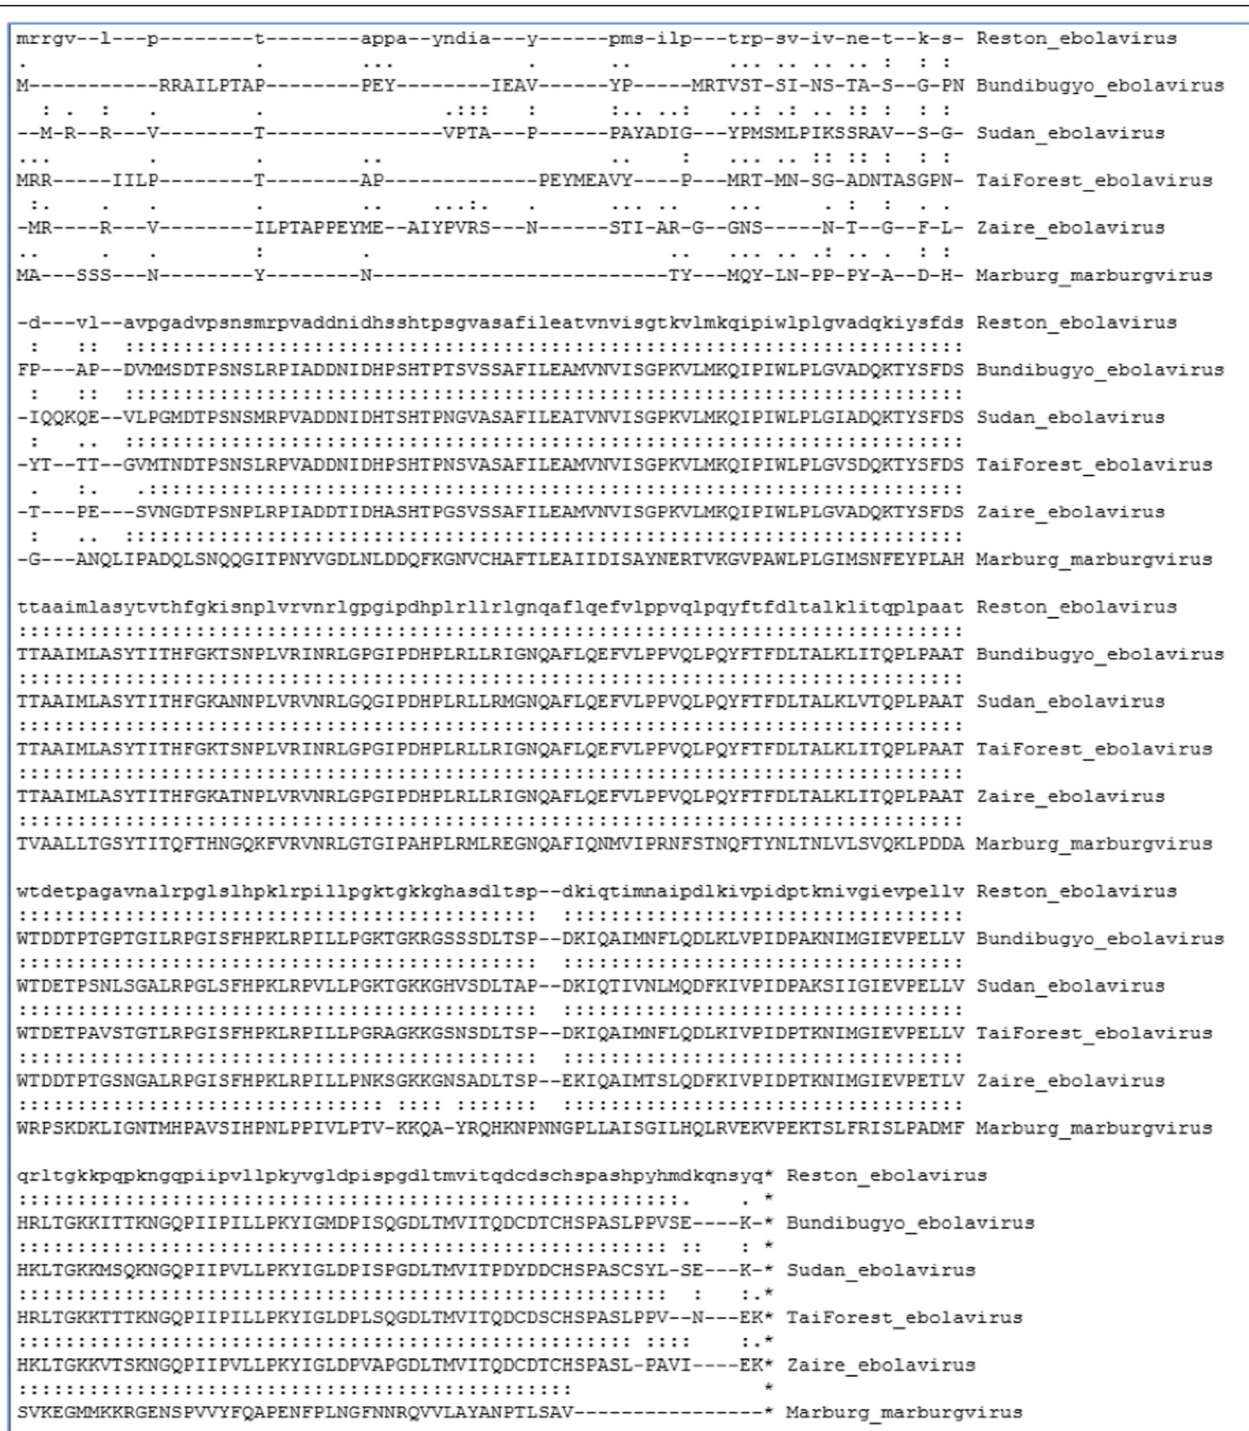 mrrgv--l---p--------t--------appa--yndia---y------pms-ilp---trp-sv-iv-ne-t--k-s- Reston_ebolavirus
M-----------RRAILPTAP--------PEY--------IEAV------YP-----MRTVST-SI-NS-TA-S--G-PN Bundibugyo_ebolavirus
--M-R--R---V--------T---------------VPTA---P------PAYADIG---YPMSMLPIKSSRAV--S-G- Sudan_ebolavirus
MRR-----IILP--------T--------AP-------------PEYMEAVY----P---MRT-MN-SG-ADNTASGPN- TaiForest_ebolavirus
-MR----R---V--------ILPTAPPEYME--AIYPVRS---N------STI-AR-G--GNS-----N-T--G--F-L- Zaire_ebolavirus
MA---SSS---N--------Y--------N-------------------------TY---MQY-LN-PP-PY-A--D-H- Marburg_marburgvirus
-d---vl--avpgadvpsnsmrpvaddnidhsshtpsgvasafileatvnvisgtkvlmkqipiwlplgvadqkiysfds Reston_ebolavirus
FP---AP--DVMMSDTPSNSLRPIADDNIDHPSHTPTSVSSAFILEAMVNVISGPKVLMKQIPIWLPLGVADQKTYSFDS Bundibugyo_ebolavirus
-IQQKQE--VLPGMDTPSNSMRPVADDNIDHTSHTPNGVASAFILEATVNVISGPKVLMKQIPIWLPLGIADQKTYSFDS Sudan_ebolavirus
-YT--TT--GVMTNDTPSNSLRPVADDNIDHPSHTPNSVASAFILEAMVNVISGPKVLMKQIPIWLPLGVSDQKTYSFDS TaiForest_ebolavirus
-T---PE---SVNGDTPSNPLRPIADDTIDHASHTPGSVSSAFILEAMVNVISGPKVLMKQIPIWLPLGVADQKTYSFDS Zaire_ebolavirus
-G---ANQLIPADQLSNQQGITPNYVGDLNLDDQFKGNVCHAFTLEAIIDISAYNERTVKGVPAWLPLGIMSNFEYPLAH Marburg_marburgvirus
ttaaimlasytvthfgkisnplvrvnrlgpgipdhplrllrlgnqaflqefvlppvqlpqyftfdltalklitqplpaat Reston_ebolavirus
TTAAIMLASYTITHFGKTSNPLVRINRLGPGIPDHPLRLLRIGNQAFLQEFVLPPVQLPQYFTFDLTALKLITQPLPAAT Bundibugyo_ebolavirus
TTAAIMLASYTITHFGKANNPLVRVNRLGQGIPDHPLRLLRMGNQAFLQEFVLPPVQLPQYFTFDLTALKLVTQPLPAAT Sudan_ebolavirus
TTAAIMLASYTITHFGKTSNPLVRINRLGPGIPDHPLRLLRIGNQAFLQEFVLPPVQLPQYFTFDLTALKLITQPLPAAT TaiForest_ebolavirus
TTAAIMLASYTITHFGKATNPLVRVNRLGPGIPDHPLRLLRIGNQAFLQEFVLPPVQLPQYFTFDLTALKLITQPLPAAT Zaire_ebolavirus
TVAALLTGSYTITQFTHNGQKFVRVNRLGTGIPAHPLRMLREGNQAFIQNMVIPRNFSTNQFTYNLTNLVLSVQKLPDDA Marburg_marburgvirus
wtdetpagavnalrpglslhpklrpillpgktgkkghasdltsp--dkiqtimnaipdlkivpidptknivgievpellv Reston_ebolavirus
WTDDTPTGPTGILRPGISFHPKLRPILLPGKTGKRGSSSDLTSP--DKIQAIMNFLQDLKLVPIDPAKNIMGIEVPELLV Bundibugyo_ebolavirus
WTDETPSNLSGALRPGLSFHPKLRPVLLPGKTGKKGHVSDLTAP--DKIQTIVNLMQDFKIVPIDPAKSIIGIEVPELLV Sudan_ebolavirus
WTDETPAVSTGTLRPGISFHPKLRPILLPGRAGKKGSNSDLTSP--DKIQAIMNFLQDLKIVPIDPTKNIMGIEVPELLV TaiForest_ebolavirus
WTDDTPTGSNGALRPGISFHPKLRPILLPNKSGKKGNSADLTSP--EKIQAIMTSLQDFKIVPIDPTKNIMGIEVPETLV Zaire_ebolavirus
WRPSKDKLIGNTMHPAVSIHPNLPPIVLPTV-KKQA-YRQHKNPNNGPLLAISGILHQLRVEKVPEKTSLFRISLPADMF Marburg_marburgvirus
qrltgkkpqpkngqpiipvllpkyvgldpispgdltmvitqdcdschspashpyhmdkqnsyq* Reston_ebolavirus
HRLTGKKITTKNGQPIIPILLPKYIGMDPISQGDLTMVITQDCDTCHSPASLPPVSE----K-* Bundibugyo_ebolavirus
HKLTGKKMSQKNGQPIIPVLLPKYIGLDPISPGDLTMVITPDYDDCHSPASCSYL-SE---K-* Sudan_ebolavirus
HRLTGKKTTTKNGQPIIPILLPKYIGLDPLSQGDLTMVITQDCDSCHSPASLPPV--N---EK* TaiForest_ebolavirus
HKLTGKKVTSKNGQPIIPVLLPKYIGLDPVAPGDLTMVITQDCDTCHSPASL-PAVI----EK* Zaire_ebolavirus
SVKEGMMKKRGENSPVVYFQAPENFPLNGFNNRQVVLAYANPTLSAV----------------* Marburg_marburgvirus